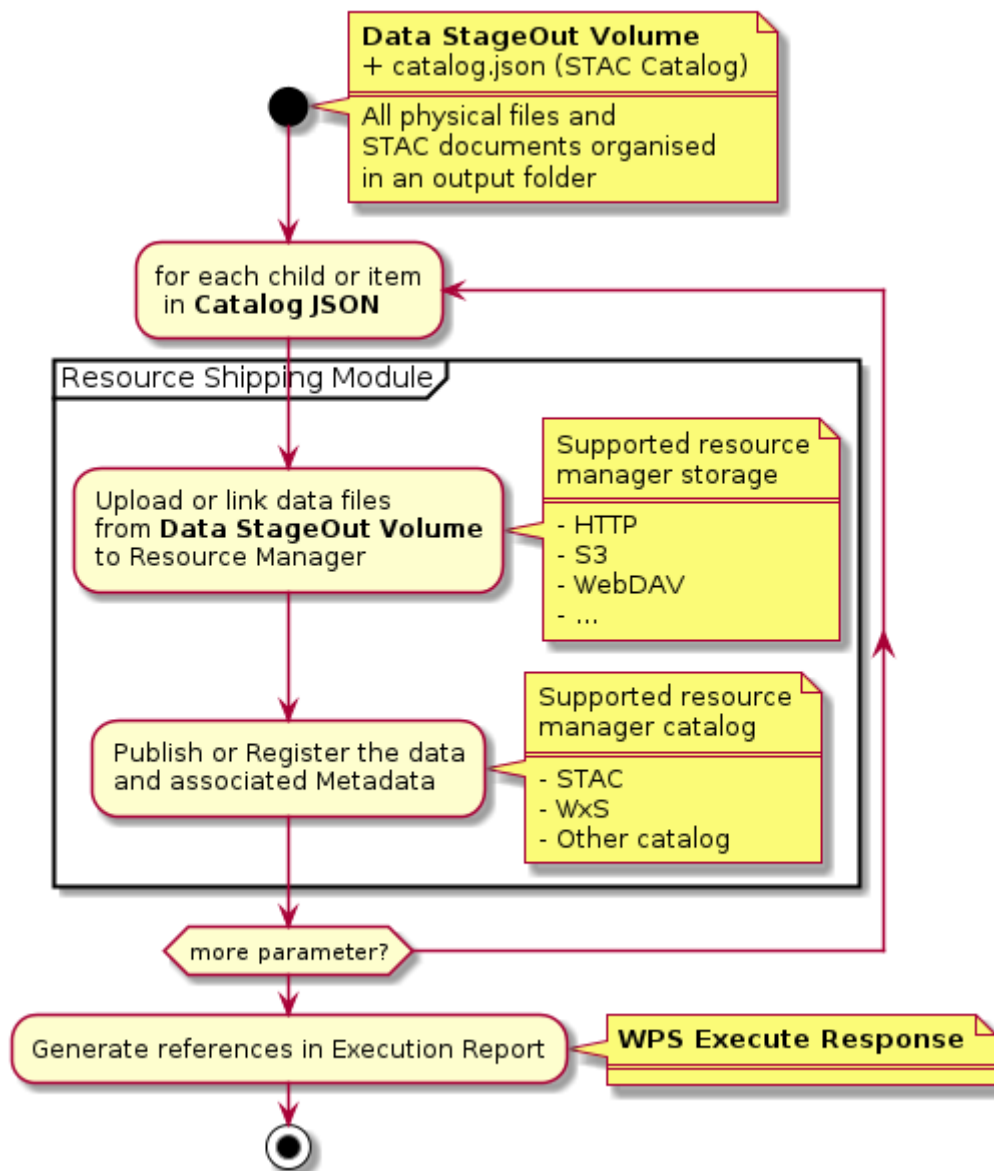 Data StageOut Volume
+ catalog.json (STAC Catalog)
All physical files and
STAC documents organised
in an output folder
for each child or item
in Catalog JSON
Resource Shipping Module
Supported resource
manager storage
- HTTP
- S3
- WebDAV
- ...
Upload or link data files
from Data StageOut Volume
to Resource Manager
Supported resource
manager catalog
- STAC
- WxS
- Other catalog
Publish or Register the data
and associated Metadata
more parameter?
Generate references in Execution Report
WPS Execute Response